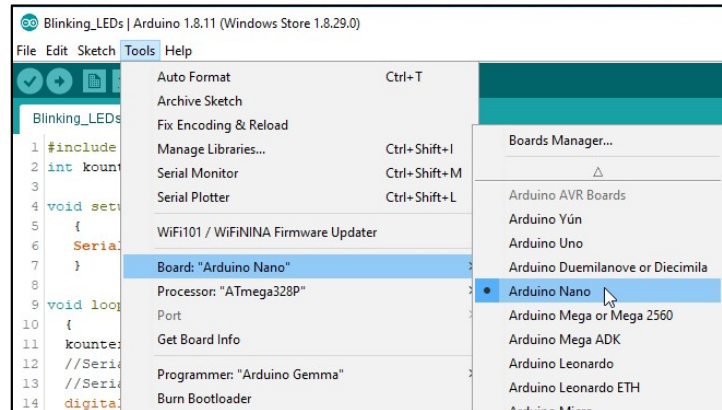 Blinking_LEDs | Arduino 1.8.11 (Windows Store 1.8.29.0)
File Edit Sketch Tools Help
Blinking_LEDs
1 #include
2 int kount
3
4 void setu
5 {
6 Serial
7 }
8
9 void loop
10 {
11 kounte
12 //Seria
13 //Seria
14 digital
Auto Format Ctrl+T
Archive Sketch
Fix Encoding & Reload
Manage Libraries... Ctrl+Shift+I
Serial Monitor Ctrl+Shift+M
Serial Plotter Ctrl+Shift+L
WiFi101 / WiFiNINA Firmware Updater
Board: "Arduino Nano"
Processor: "ATmega328P"
Port
Get Board Info
Programmer: "Arduino Gemma"
Burn Bootloader
Boards Manager...
Arduino AVR Boards
Arduino Yún
Arduino Uno
Arduino Duemilanove or Diecimila
Arduino Nano
Arduino Mega or Mega 2560
Arduino Mega ADK
Arduino Leonardo
Arduino Leonardo ETH
Arduino Micro